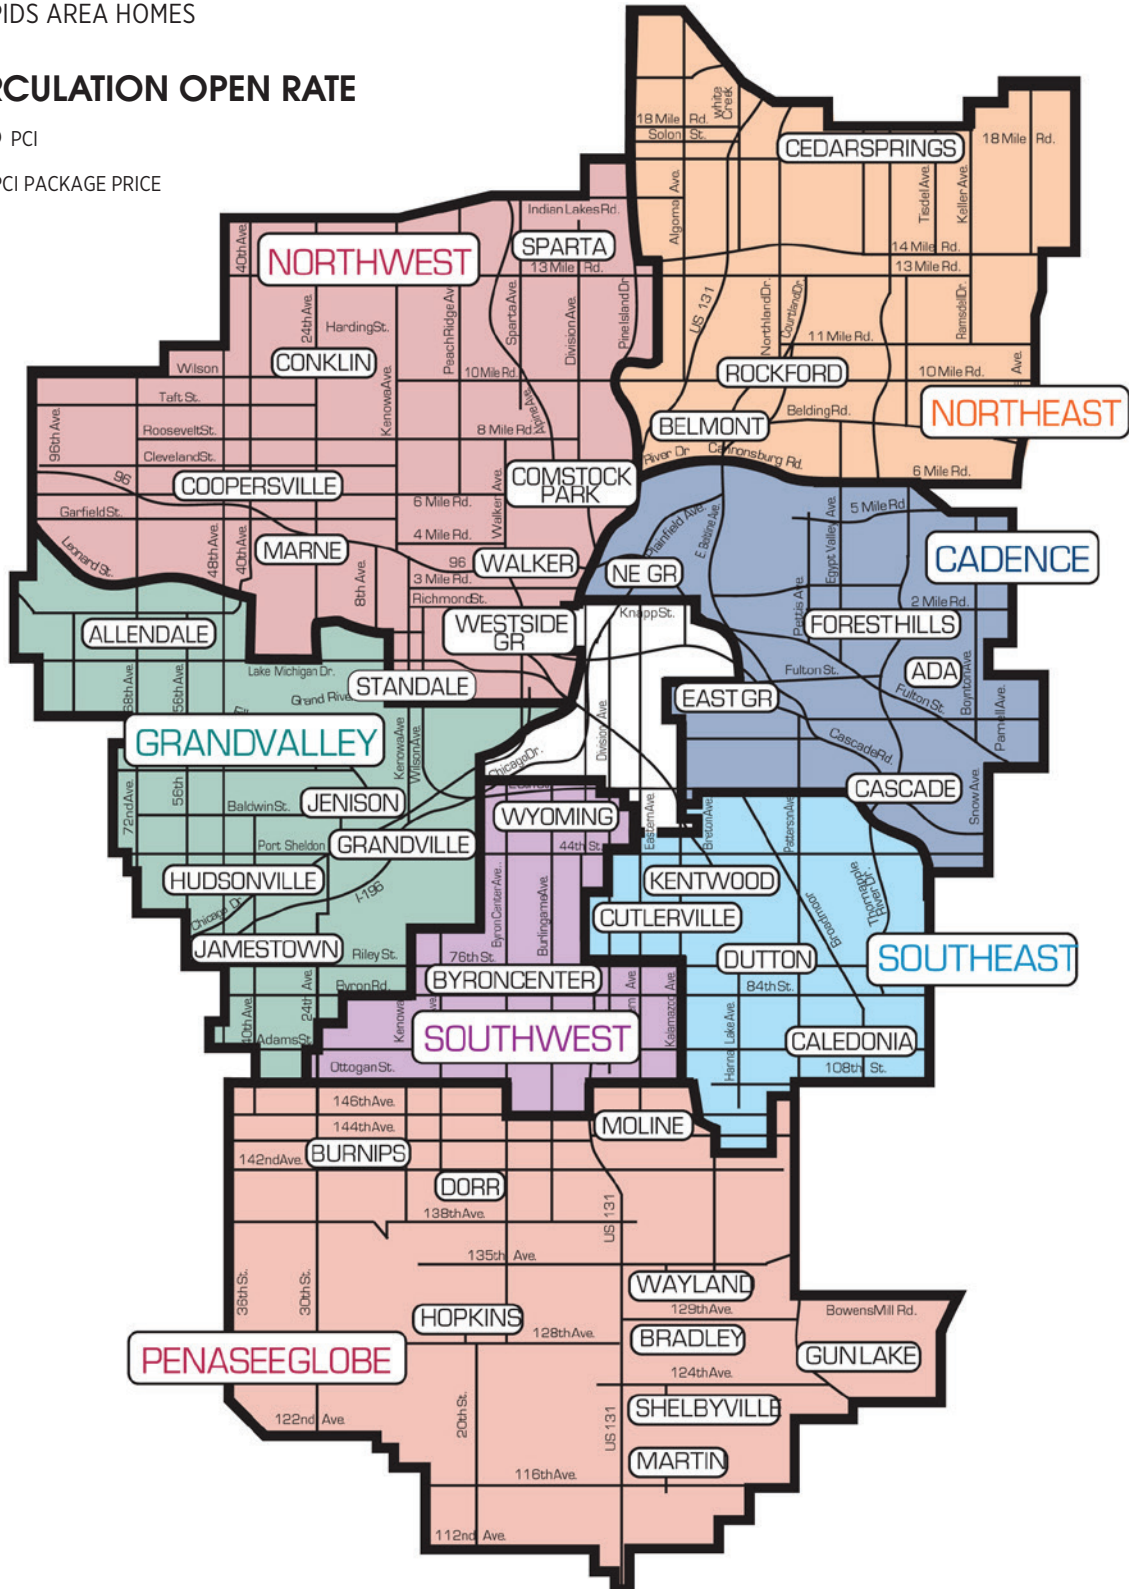 PIDS AREA HOMES
RCULATION OPEN RATE
PCI
PCI PACKAGE PRICE
18 Mile Rd.
Solon St.
White Creek
CEDARSPRINGS
18 Mile Rd.
Algoma Ave.
Tisdel Ave.
Keller Ave.
Indian Lakes Rd.
SPARTA
NORTHWEST
40th Ave.
13 Mile Rd.
14 Mile Rd.
13 Mile Rd.
24th Ave.
Harding St.
Peach Ridge Ave
Sparta Ave.
Division Ave.
Pine Island Dr.
US 131
Northland Dr.
Courtland Dr.
Ramsdell Dr.
11 Mile Rd.
CONKLIN
Wilson
Kenowa Ave.
10 Mile Rd.
ROCKFORD
10 Mile Rd.
Ave.
Taft St.
Alpine Ave.
Belding Rd.
NORTHEAST
96th Ave.
Roosevelt St.
8 Mile Rd.
BELMONT
Cleveland St.
River Dr
Cannonsburg Rd.
6 Mile Rd.
96
COOPERSVILLE
COMSTOCK
PARK
Garfield St.
6 Mile Rd.
Walker Ave.
Plainfield Ave.
E. Beltline Ave.
Egypt Valley Ave.
5 Mile Rd
Leonard St.
48th Ave.
40th Ave.
MARNE
4 Mile Rd.
CADENCE
8th Ave.
96
WALKER
3 Mile Rd.
NE GR
Richmond St.
Pettis Ave.
2 Mile Rd.
Knapp St.
ALLENDALE
WESTSIDE
GR
FOREST HILLS
Lake Michigan Dr.
STANDALE
Fulton St.
ADA
68th Ave.
56th Ave.
Grand River
EAST GR
Fulton St.
Boynton Ave.
Parnell Ave.
GRANDVALLEY
Kenowa Ave
Wilson Ave.
Division Ave.
Chicago Dr.
Cascade Rd.
72nd Ave.
56th
Baldwin St.
JENISON
CASCADE
Snow Ave.
WYOMING
Eastern Ave.
Breton Ave.
Patterson Ave
Port Sheldon
GRANDVILLE
44th St.
HUDSONVILLE
I-196
Byron Center Ave.
Burlingame Ave.
KENTWOOD
Thornapple
River Dr.
Chicago Dr
CUTLERVILLE
Broadmoor
JAMESTOWN
Riley St.
76th St.
DUTTON
SOUTHEAST
Byron Rd.
BYRONCENTER
84th St.
40th Ave.
24th Ave.
Kenowa
Kalamazoo Ave.
Hanna Lake Ave.
Adams St.
SOUTHWEST
CALEDONIA
Ottogan St.
108th St.
146th Ave.
144th Ave.
MOLINE
142nd Ave.
BURNIPS
DORR
138th Ave.
US 131
135th Ave.
36th St.
30th St.
WAYLAND
129th Ave.
Bowens Mill Rd.
HOPKINS
128th Ave.
BRADLEY
PENASEE GLOBE
GUN LAKE
124th Ave.
122nd Ave.
20th St.
US 131
SHELBYVILLE
MARTIN
116th Ave.
112nd Ave.